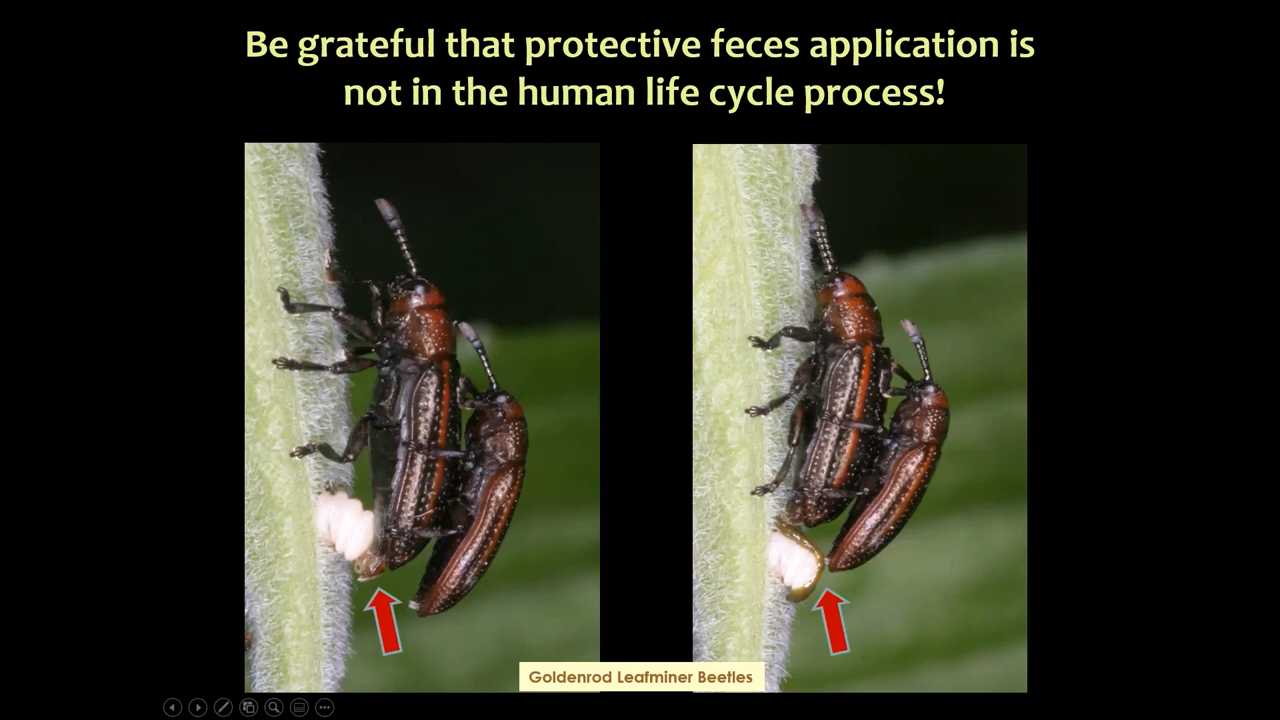 Be grateful that protective feces application is
not in the human life cycle process!
Goldenrod Leafminer Beetles